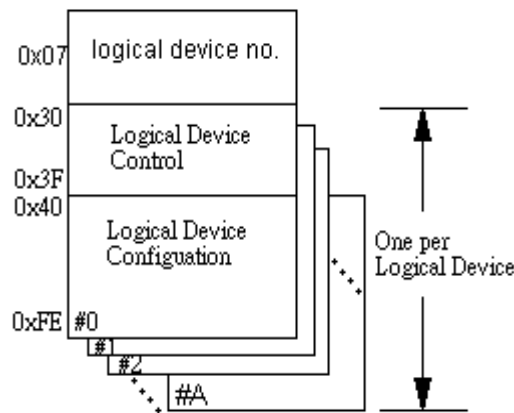 0x07
logical device no.
0x30
Logical Device
Control
0x3F
0x40
Logical Device
Configuation
One per
Logical Device
0xFE
#0
#1
#2
#A